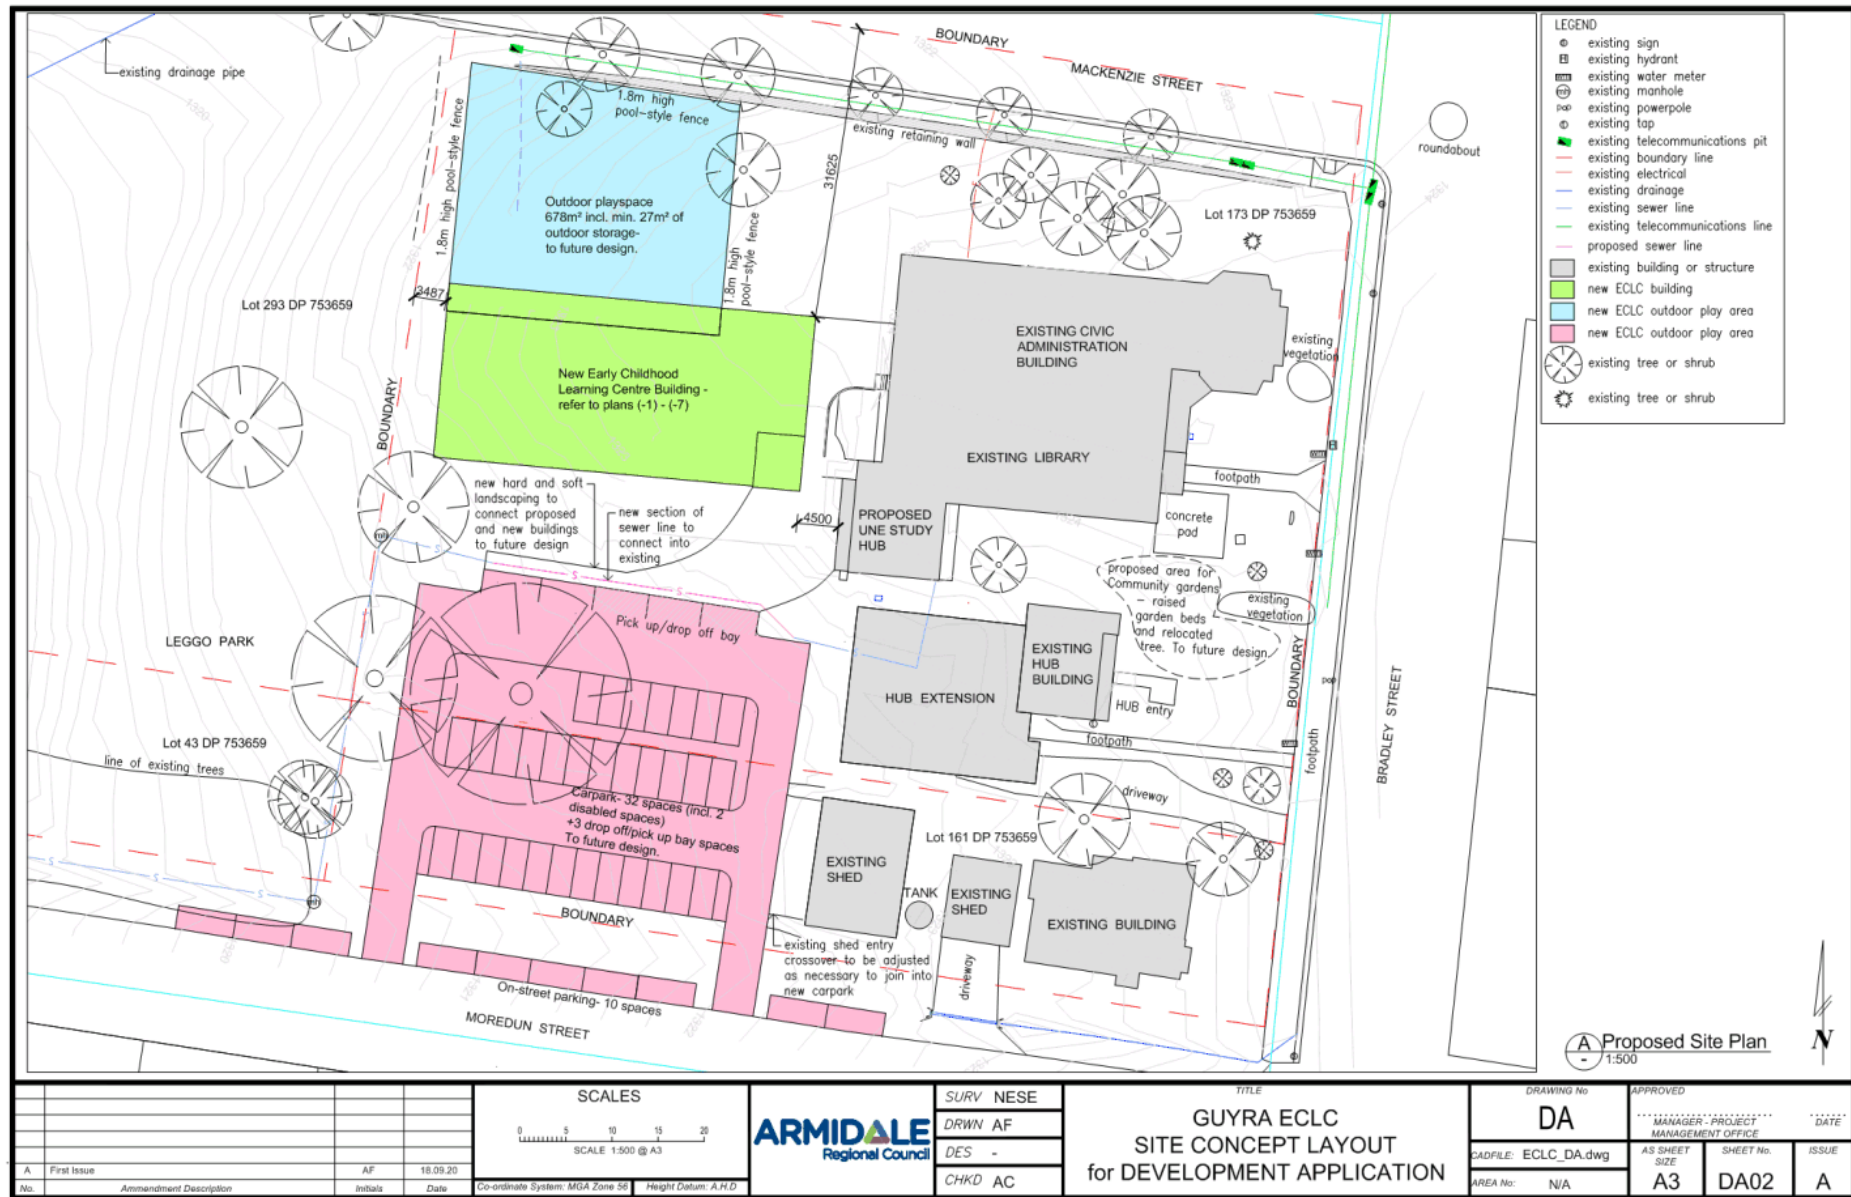 existing drainage pipe
BOUNDARY
MACKENZIE STREET
1.8m high
pool-style fence
existing retaining wall
roundabout
1.8m high pool-style fence
31625
Outdoor playspace
678m² incl. min. 27m² of
outdoor storage-
to future design.
1.8m high
pool-style fence
Lot 173 DP 753659
3487
Lot 293 DP 753659
EXISTING CIVIC
ADMINISTRATION
BUILDING
existing
vegetation
New Early Childhood
Learning Centre Building -
refer to plans (-1) - (-7)
BOUNDARY
EXISTING LIBRARY
footpath
new hard and soft
landscaping to
connect proposed
and new buildings
to future design
new section of
sewer line to
connect into
existing
4500
PROPOSED
UNE STUDY
HUB
concrete
pad
proposed area for
Community gardens
- raised
garden beds
and relocated
tree. To future design.
existing
vegetation
Pick up/drop off bay
LEGGO PARK
EXISTING
HUB
BUILDING
HUB EXTENSION
HUB entry
BOUNDARY
BRADLEY STREET
footpath
footpath
driveway
Lot 43 DP 753659
line of existing trees
Carpark- 32 spaces (incl. 2
disabled spaces)
+3 drop off/pick up bay spaces
To future design.
Lot 161 DP 753659
EXISTING
SHED
TANK
EXISTING
SHED
EXISTING BUILDING
BOUNDARY
existing shed entry
crossover to be adjusted
as necessary to join into
new carpark
driveway
On-street parking- 10 spaces
MOREDUN STREET
LEGEND
existing sign
existing hydrant
existing water meter
existing manhole
existing powerpole
existing tap
existing telecommunications pit
existing boundary line
existing electrical
existing drainage
existing sewer line
existing telecommunications line
proposed sewer line
existing building or structure
new ECLC building
new ECLC outdoor play area
new ECLC outdoor play area
existing tree or shrub
existing tree or shrub
A
-
Proposed Site Plan
1:500
N
A First Issue AF 18.09.20
No. Ammendment Description Initials Date
SCALES
0 5 10 15 20
SCALE 1:500 @ A3
Co-ordinate System: MGA Zone 56 Height Datum: A.H.D
ARMIDALE
Regional Council
SURV NESE
DRWN AF
DES -
CHKD AC
TITLE
GUYRA ECLC
SITE CONCEPT LAYOUT
for DEVELOPMENT APPLICATION
DRAWING No
DA
CADFILE: ECLC_DA.dwg
AREA No: N/A
APPROVED
MANAGER - PROJECT
MANAGEMENT OFFICE
DATE
AS SHEET
SIZE
A3
SHEET No.
DA02
ISSUE
A